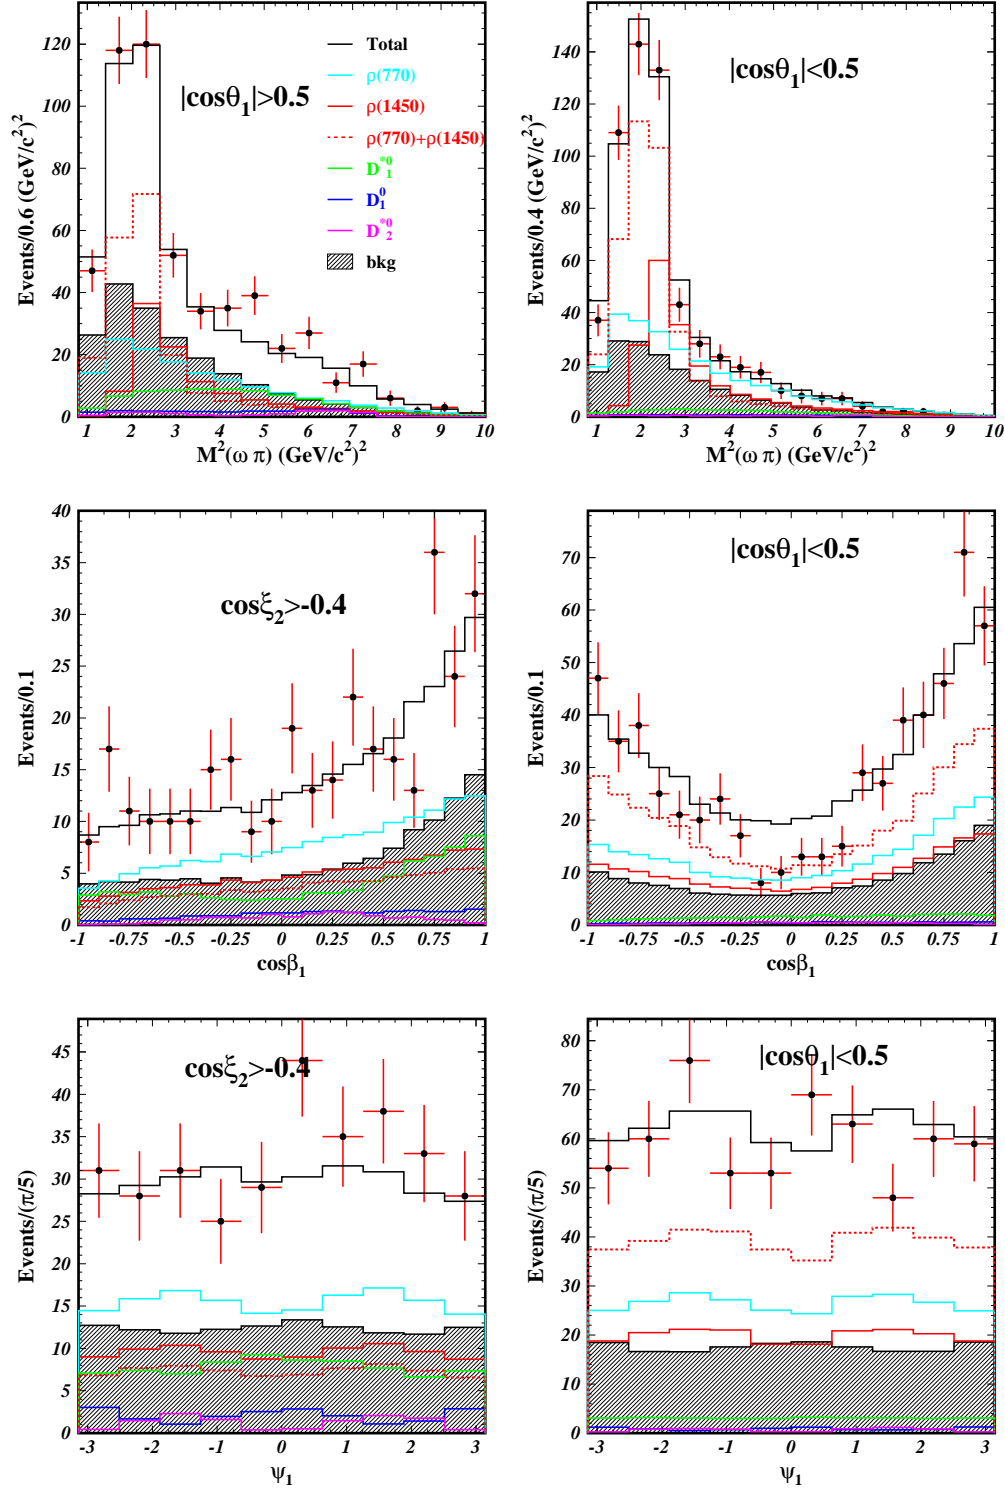 Events/0.6 (GeV/c²)²
120
100
80
60
40
20
0
|cosθ₁|>0.5
Total
ρ(770)
ρ(1450)
ρ(770)+ρ(1450)
D*⁰₁
D⁰₁
D*⁰₂
bkg
1 2 3 4 5 6 7 8 9 10
M²(ω π) (GeV/c²)²
Events/0.4 (GeV/c²)²
140
120
100
80
60
40
20
0
|cosθ₁|<0.5
1 2 3 4 5 6 7 8 9 10
M²(ω π) (GeV/c²)²
Events/0.1
40
35
30
25
20
15
10
5
0
cosξ₂>-0.4
-1 -0.75 -0.5 -0.25 0 0.25 0.5 0.75 1
cosβ₁
Events/0.1
70
60
50
40
30
20
10
0
|cosθ₁|<0.5
-1 -0.75 -0.5 -0.25 0 0.25 0.5 0.75 1
cosβ₁
Events/(π/5)
45
40
35
30
25
20
15
10
5
0
cosξ₂>-0.4
-3 -2 -1 0 1 2 3
ψ₁
Events/(π/5)
80
70
60
50
40
30
20
10
0
|cosθ₁|<0.5
-3 -2 -1 0 1 2 3
ψ₁